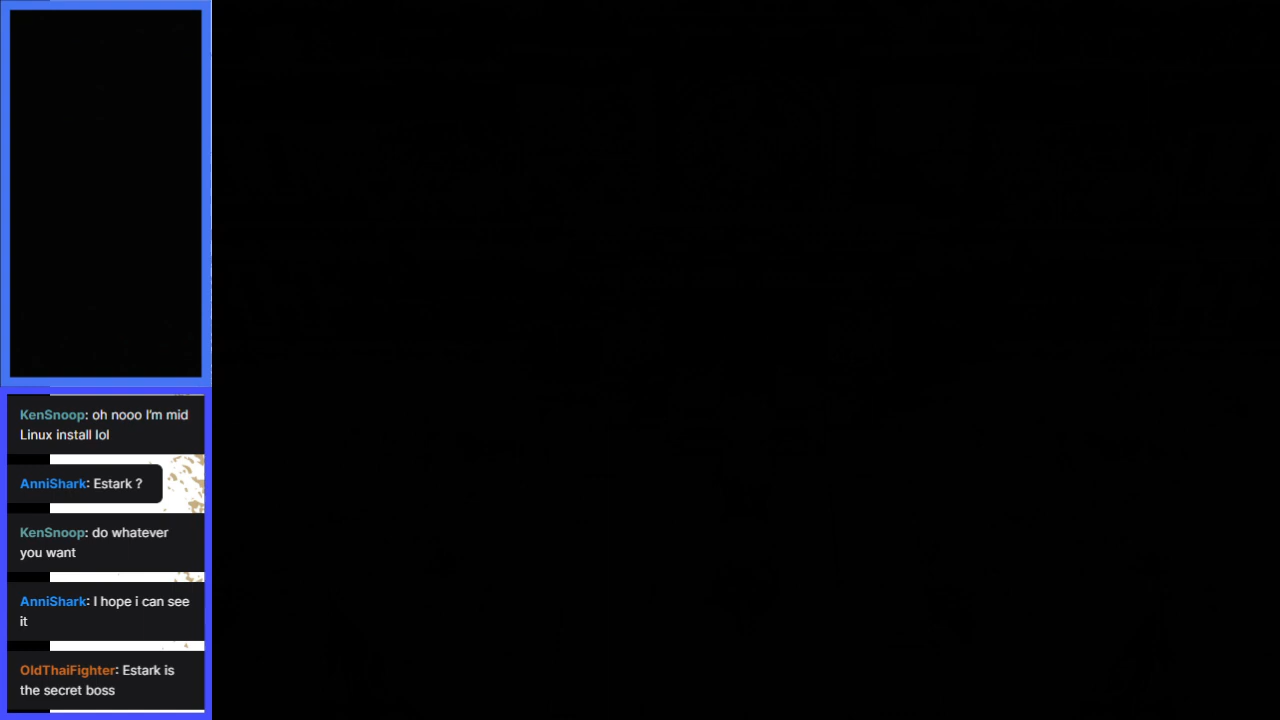 KenSnoop: oh nooo I'm mid
Linux install lol
AnniShark: Estark ?
KenSnoop: do whatever
you want
AnniShark: I hope i can see
it
OldThaiFighter: Estark is
the secret boss